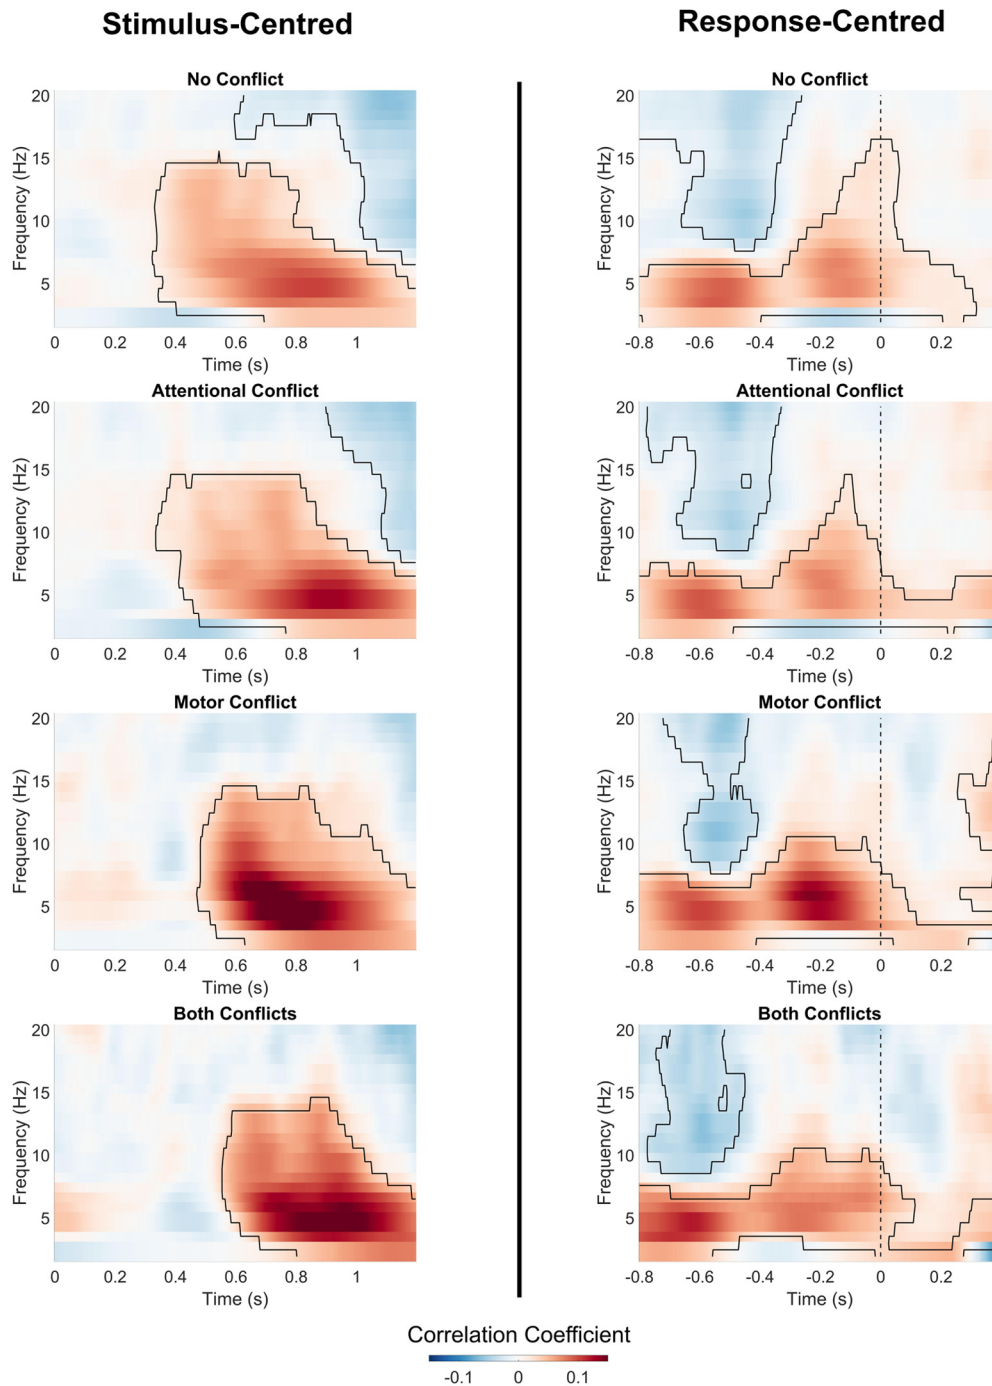 Stimulus-Centred
Response-Centred
No Conflict
20
15
10
5
Frequency (Hz)
0 0.2 0.4 0.6 0.8 1
Time (s)
No Conflict
20
15
10
5
Frequency (Hz)
-0.8 -0.6 -0.4 -0.2 0 0.2
Time (s)
Attentional Conflict
20
15
10
5
Frequency (Hz)
0 0.2 0.4 0.6 0.8 1
Time (s)
Attentional Conflict
20
15
10
5
Frequency (Hz)
-0.8 -0.6 -0.4 -0.2 0 0.2
Time (s)
Motor Conflict
20
15
10
5
Frequency (Hz)
0 0.2 0.4 0.6 0.8 1
Time (s)
Motor Conflict
20
15
10
5
Frequency (Hz)
-0.8 -0.6 -0.4 -0.2 0 0.2
Time (s)
Both Conflicts
20
15
10
5
Frequency (Hz)
0 0.2 0.4 0.6 0.8 1
Time (s)
Both Conflicts
20
15
10
5
Frequency (Hz)
-0.8 -0.6 -0.4 -0.2 0 0.2
Time (s)
Correlation Coefficient
-0.1 0 0.1